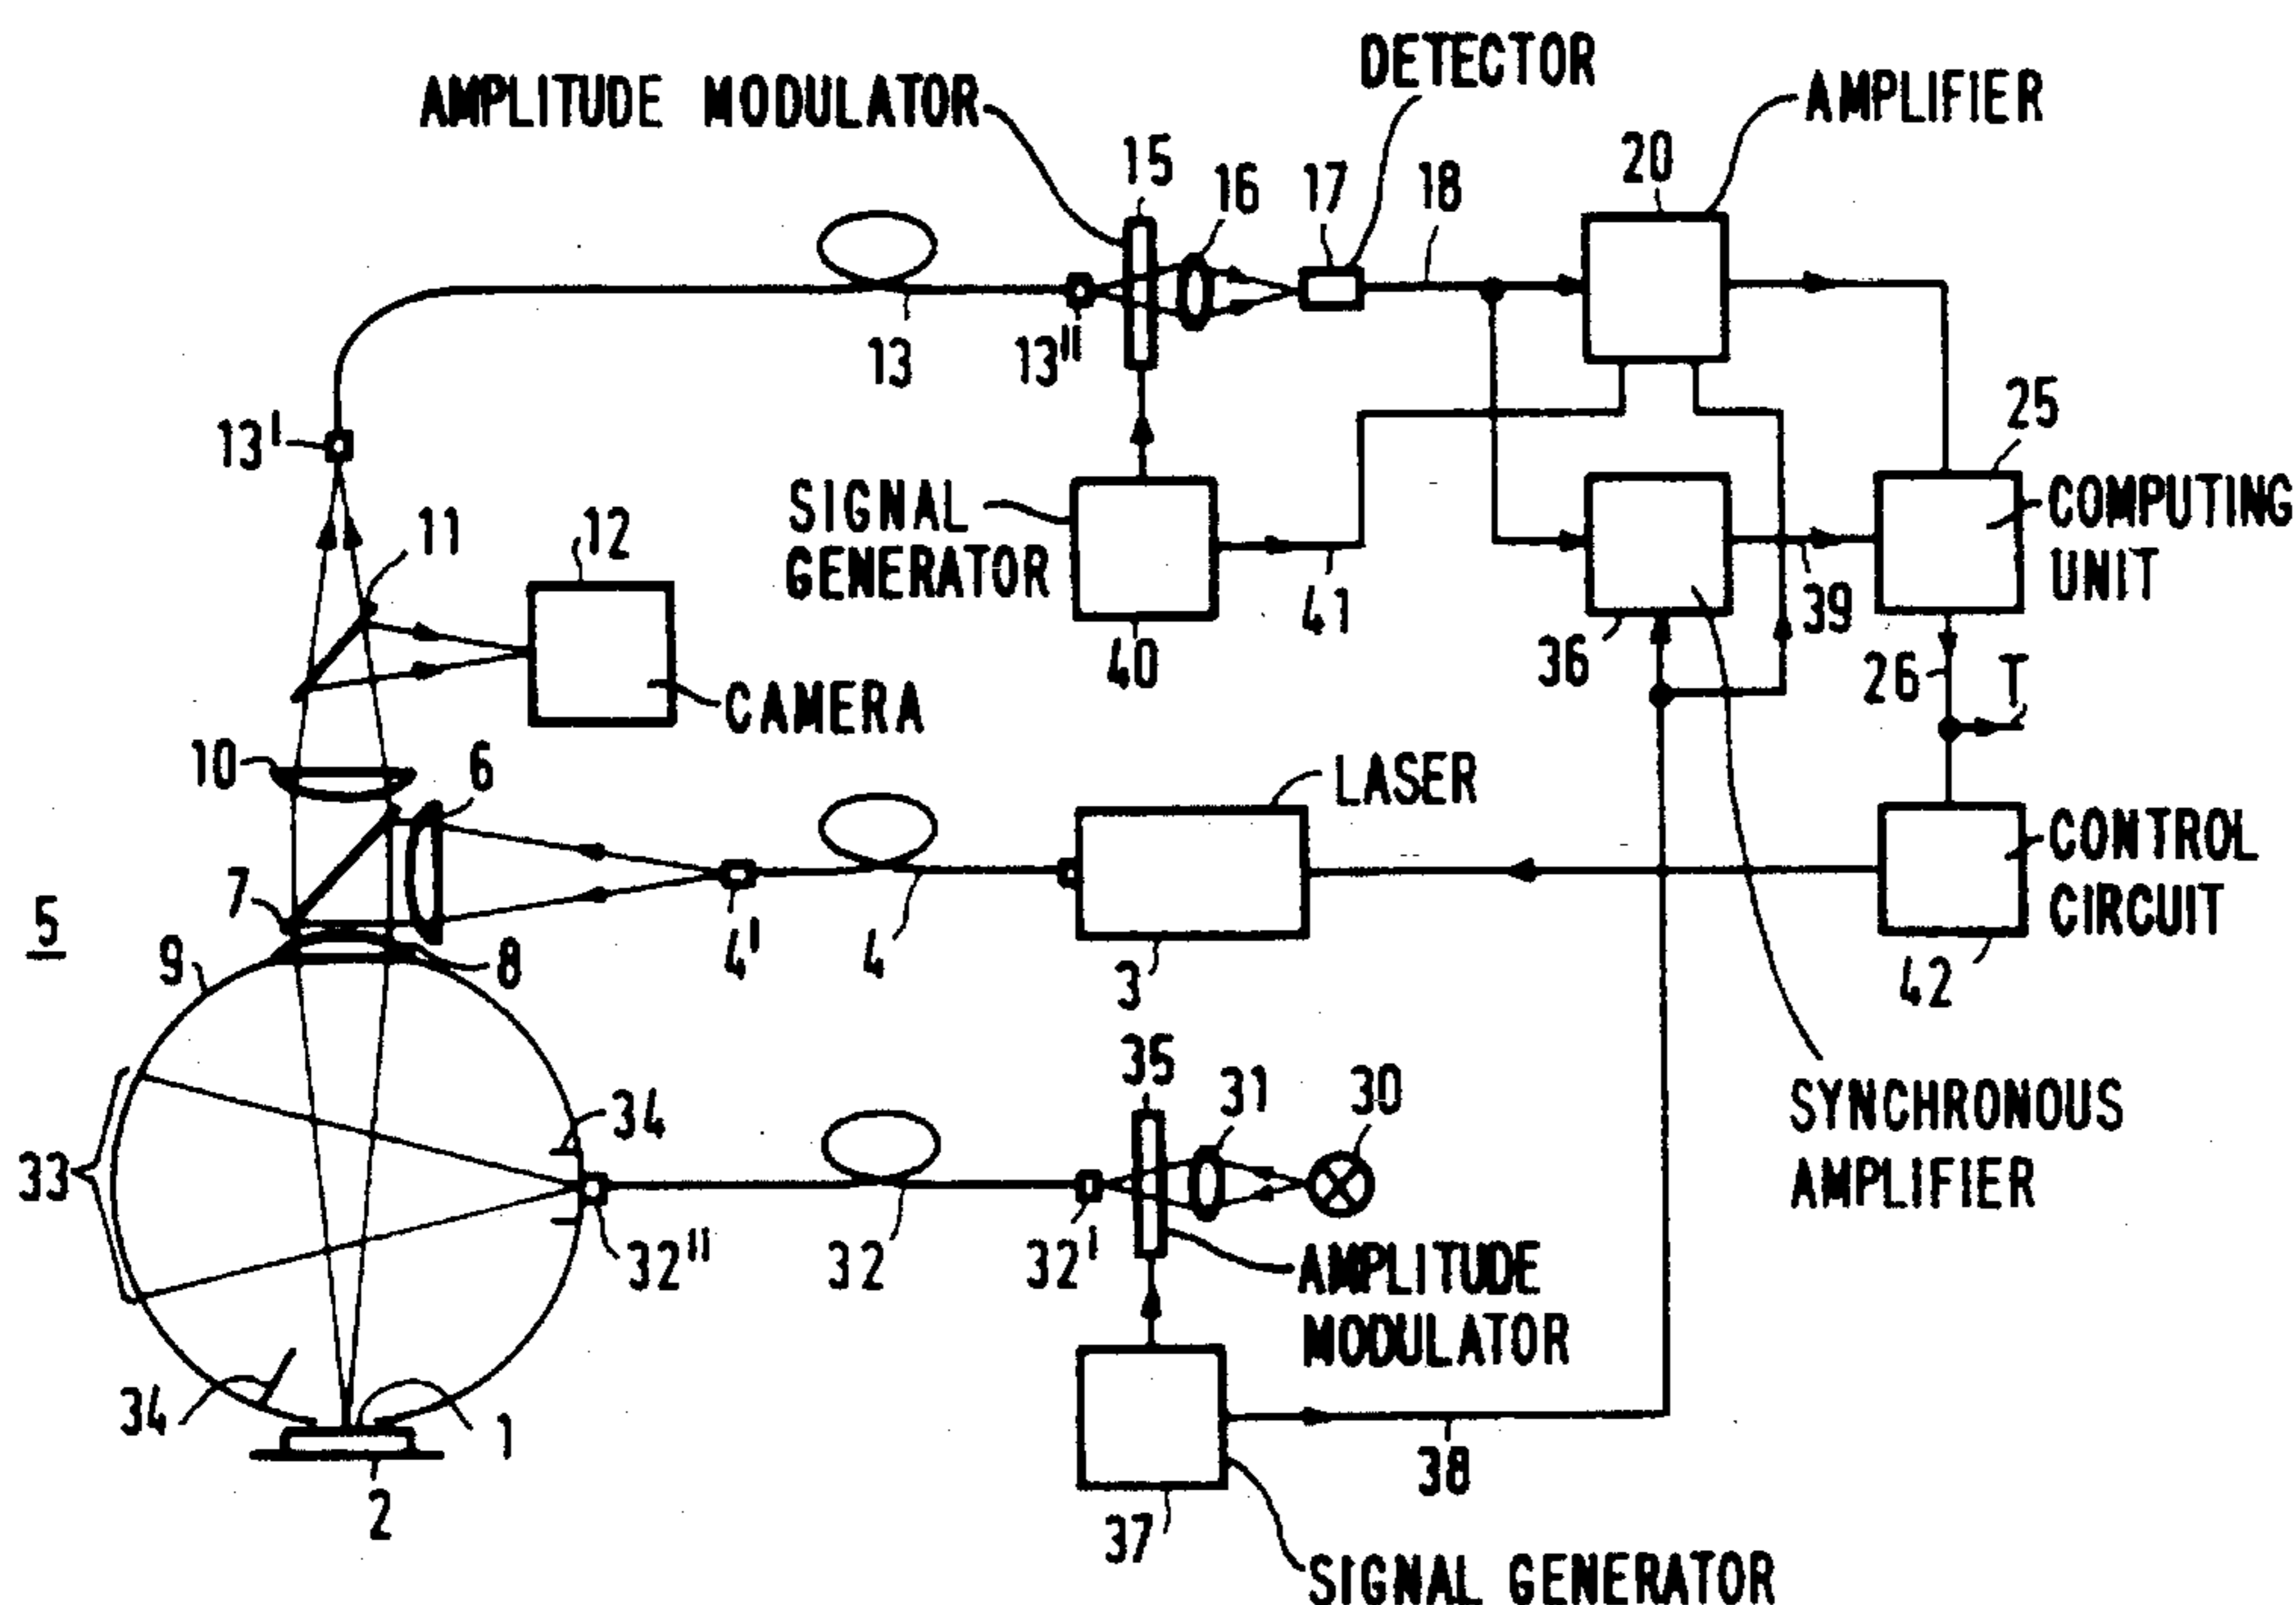 DETECTOR
AMPLITUDE MODULATOR
AMPLIFIER
15
16
17
18
20
13
13''
13'
25
SIGNAL
GENERATOR
COMPUTING
UNIT
11
12
41
40
36
39
26
T
CAMERA
10
6
LASER
7
5
9
8
4'
4
3
CONTROL
CIRCUIT
42
35
31
30
34
33
32''
32
32'
SYNCHRONOUS
AMPLIFIER
AMPLITUDE
MODULATOR
34
1
2
38
37
SIGNAL GENERATOR